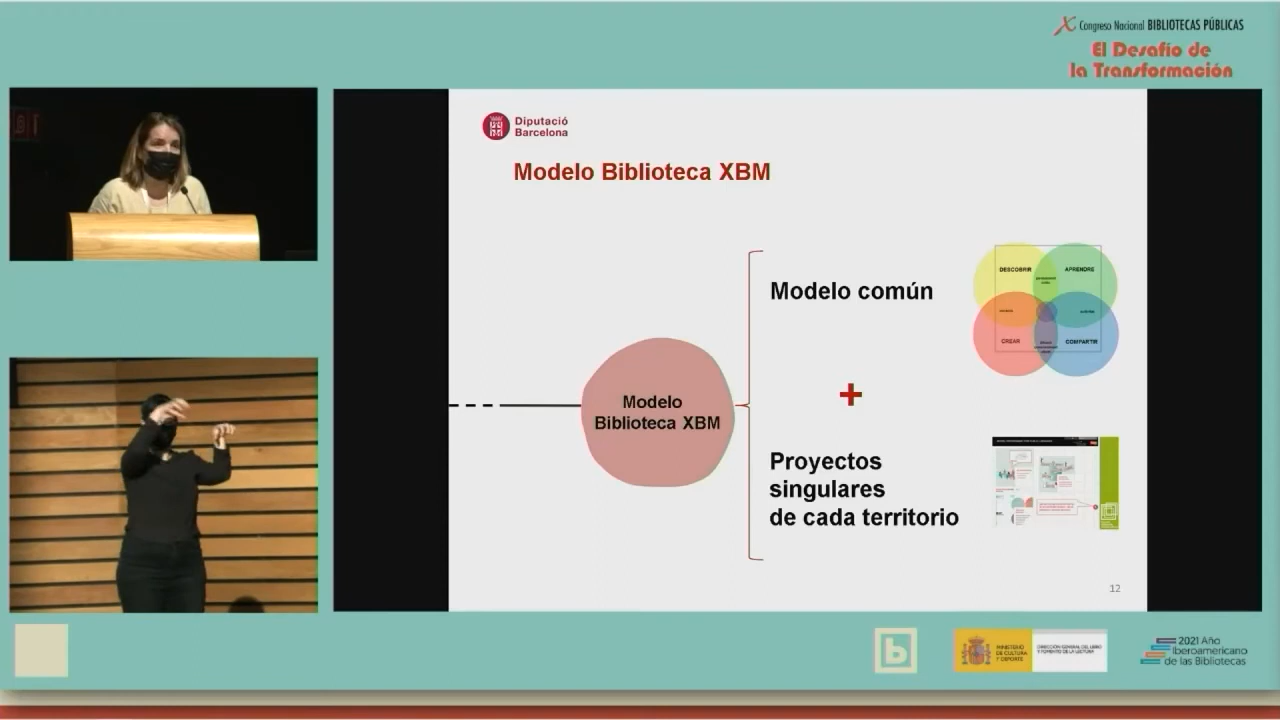 X Congreso Nacional BIBLIOTECAS PÚBLICAS
El Desafío de
la Transformación
Diputació
Barcelona
Modelo Biblioteca XBM
Modelo común
DESCOBRIR
APRENDRE
CREAR
COMPARTIR
+
Modelo
Biblioteca XBM
Proyectos
singulares
de cada territorio
12
b
MINISTERIO
DE CULTURA
Y DEPORTE
DIRECCIÓN GENERAL DEL LIBRO
Y FOMENTO DE LA LECTURA
2021 Año
Iberoamericano
de las Bibliotecas